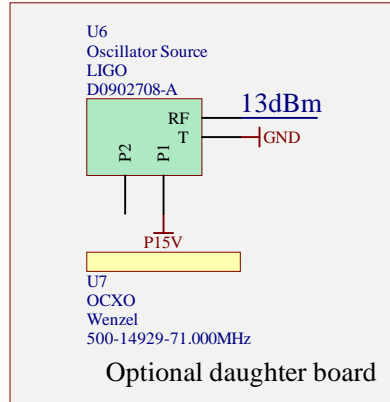 U6
Oscillator Source
LIGO
D0902708-A
RF
13dBm
T
GND
P2
P1
P15V
U7
OCXO
Wenzel
500-14929-71.000MHz
Optional daughter board